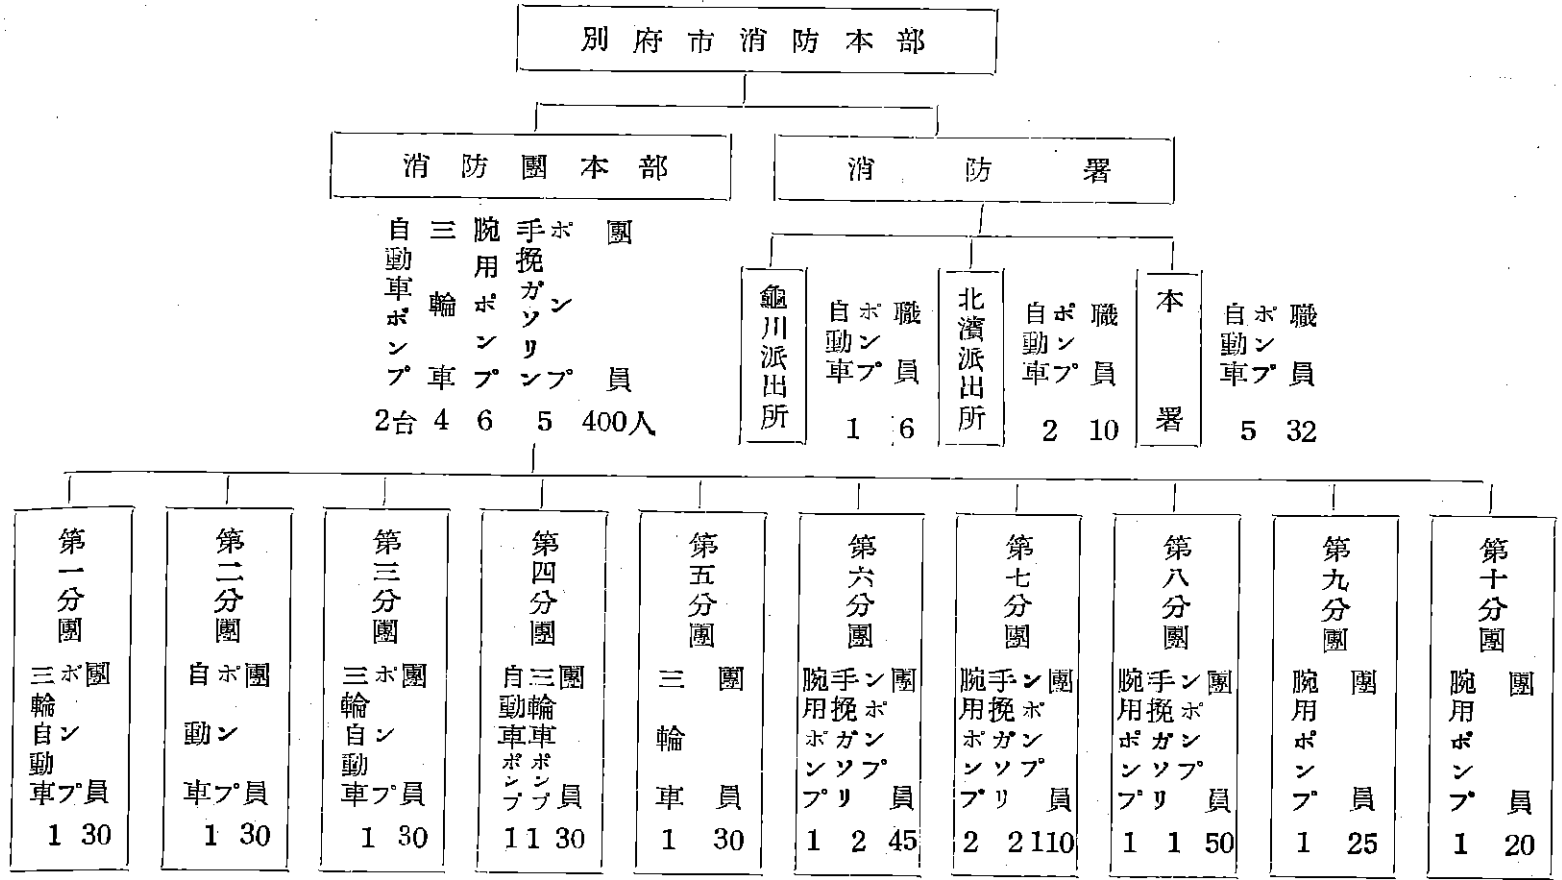 別府市消防本部
消防團本部
消防署
自動車ポンプ 2台
三輪車 4
腕用ポンプ 6
手挽ガソリンポンプ 5
團員 400人
龜川派出所
自動車ポンプ 1
職員 6
北濱派出所
自動車ポンプ 2
職員 10
本署
自動車ポンプ 5
職員 32
第一分團
三輪自動車ポンプ 1
團員 30
第二分團
自動車ポンプ 1
團員 30
第三分團
三輪自動車ポンプ 1
團員 30
第四分團
自動車ポンプ 1
三輪車ポンプ 1
團員 30
第五分團
三輪車 1
團員 30
第六分團
腕用ポンプ 1
手挽ガソリンポンプ 2
團員 45
第七分團
腕用ポンプ 2
手挽ガソリンポンプ 2
團員 110
第八分團
腕用ポンプ 1
手挽ガソリンポンプ 1
團員 50
第九分團
腕用ポンプ 1
團員 25
第十分團
腕用ポンプ 1
團員 20